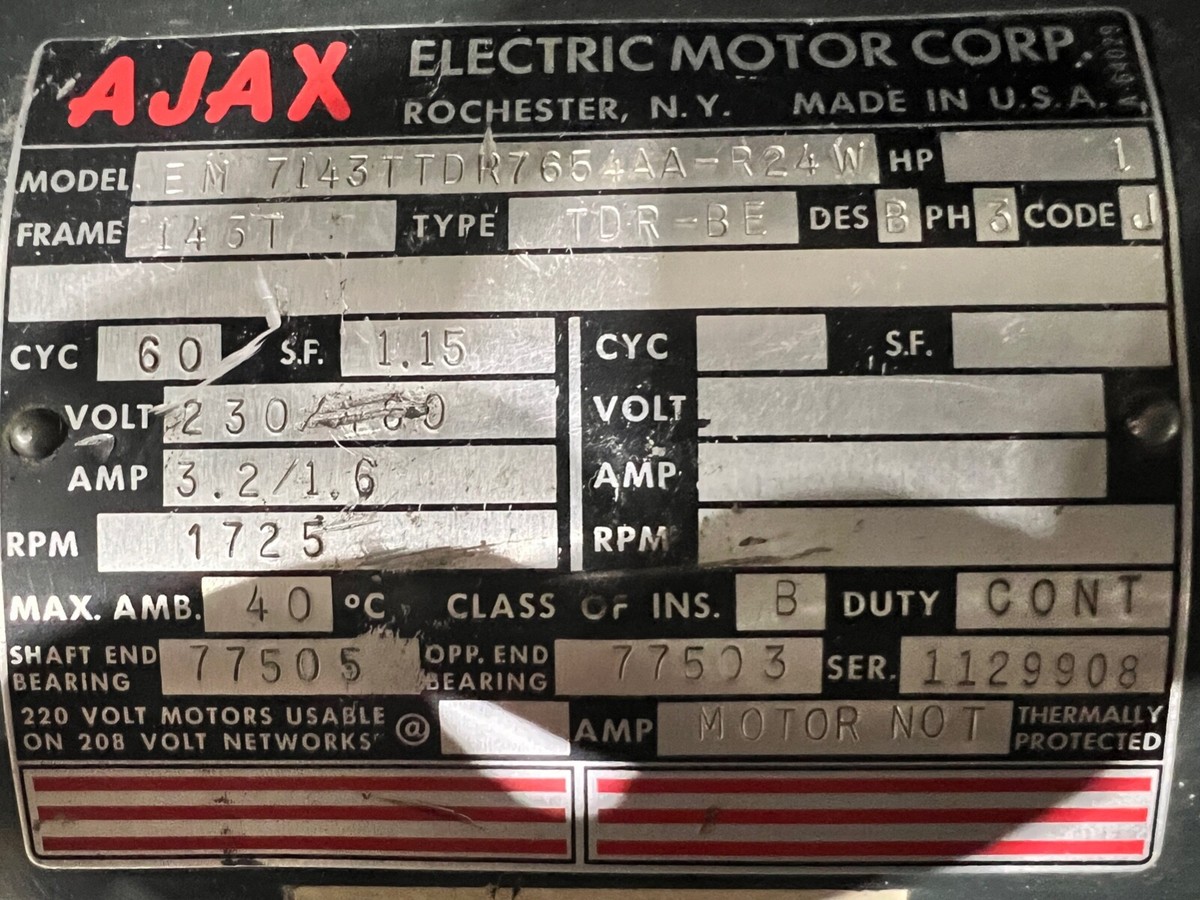 AJAX ELECTRIC MOTOR CORP.
ROCHESTER, N.Y. MADE IN U.S.A.
MODEL EM 7143TTDR7654AA-R24W HP 1
FRAME 143T TYPE TDR-BE DES B PH 3 CODE J
CYC 60 S.F. 1.15 CYC S.F.
VOLT 230/460 VOLT
AMP 3.2/1.6 AMP
RPM 1725 RPM
MAX. AMB. 40 °C CLASS OF INS. B DUTY CONT
SHAFT END BEARING 77505 OPP. END BEARING 77503 SER. 1129908
220 VOLT MOTORS USABLE
ON 208 VOLT NETWORKS @ AMP MOTOR NOT THERMALLY PROTECTED